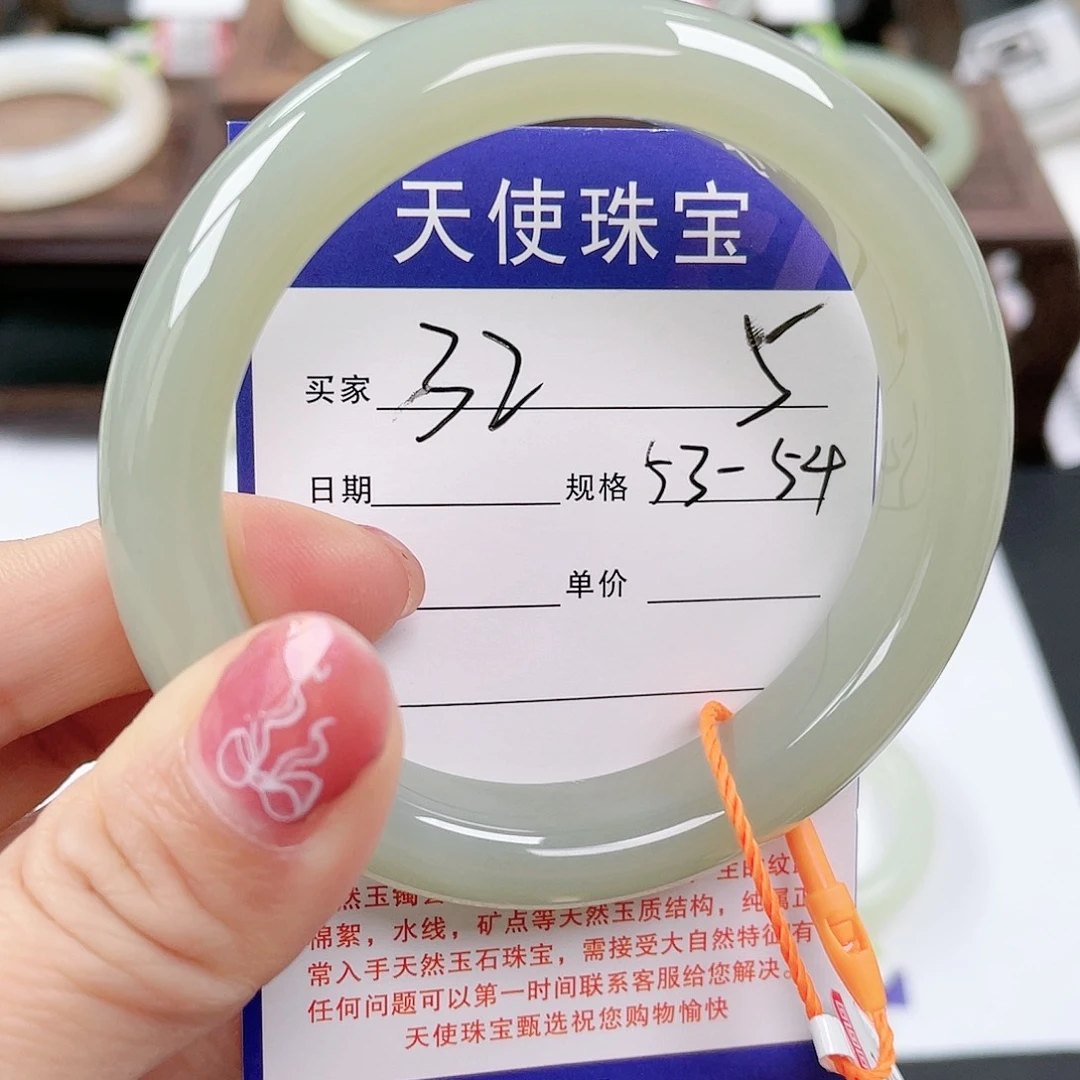 天使珠宝
买家 32 5
日期 规格 53-54
单价
然玉镯
棉絮，水线，矿点等天然玉质结构，纯属正
常入手天然玉石珠宝，需接受大自然特征有
任何问题可以第一时间联系客服给您解决。
天使珠宝甄选祝您购物愉快